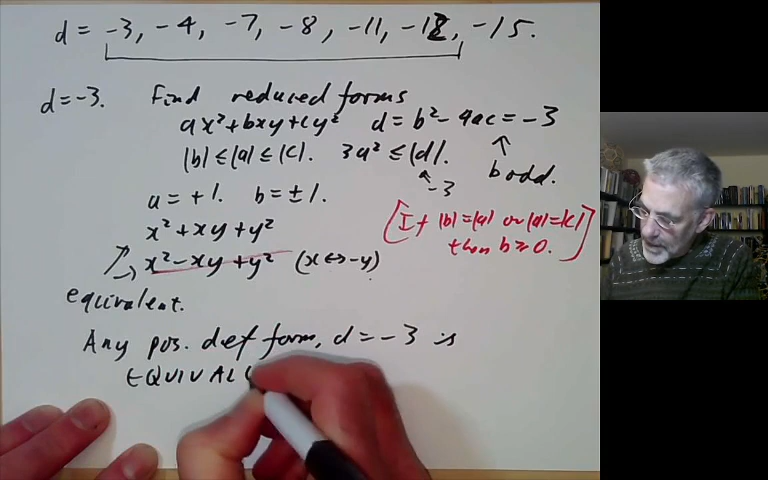 d = -3, -4, -7, -8, -11, -12, -15.
d=-3. Find reduced forms
ax²+bxy+cy² d = b²-4ac = -3
|b| ≤ |a| ≤ |c|. 3a² ≤ |d|. ↑ b odd.
a = +1. b = ±1. ↑ -3
x²+xy+y²
[If |b|=|a| or |a|=|c| then b≥0.]
x²-xy+y² (x↔-y)
equivalent.
Any pos. def form, d=-3 is
EQUIVAL